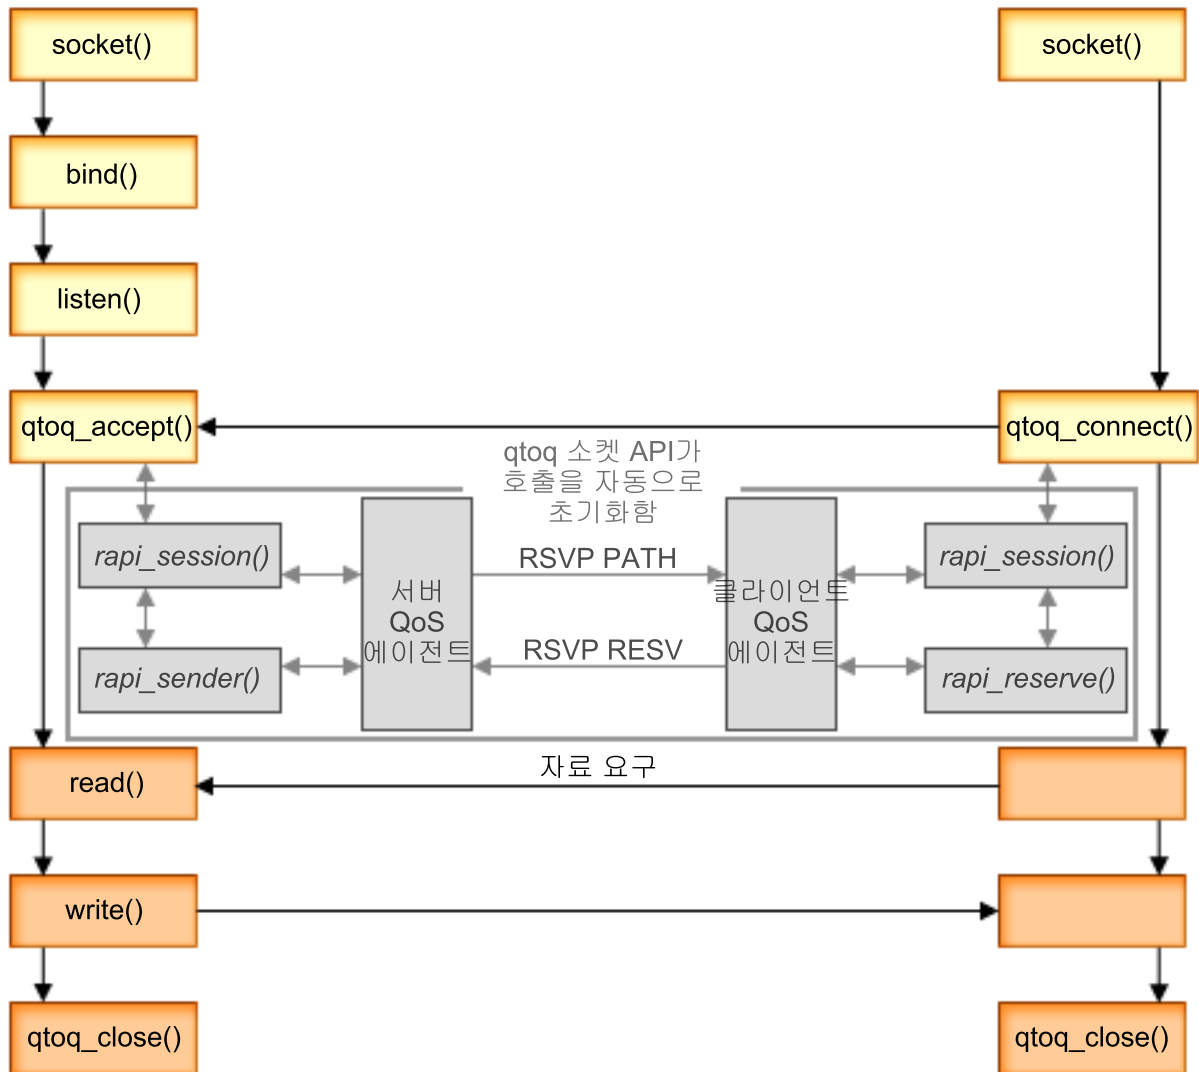 socket()
socket()
bind()
listen()
qtoq_accept()
qtoq_connect()
qtoq 소켓 API가
호출을 자동으로
초기화함
rapi_session()
서버
QoS
에이전트
RSVP PATH
클라이언트
QoS
에이전트
rapi_session()
rapi_sender()
RSVP RESV
rapi_reserve()
자료 요구
read()
write()
qtoq_close()
qtoq_close()